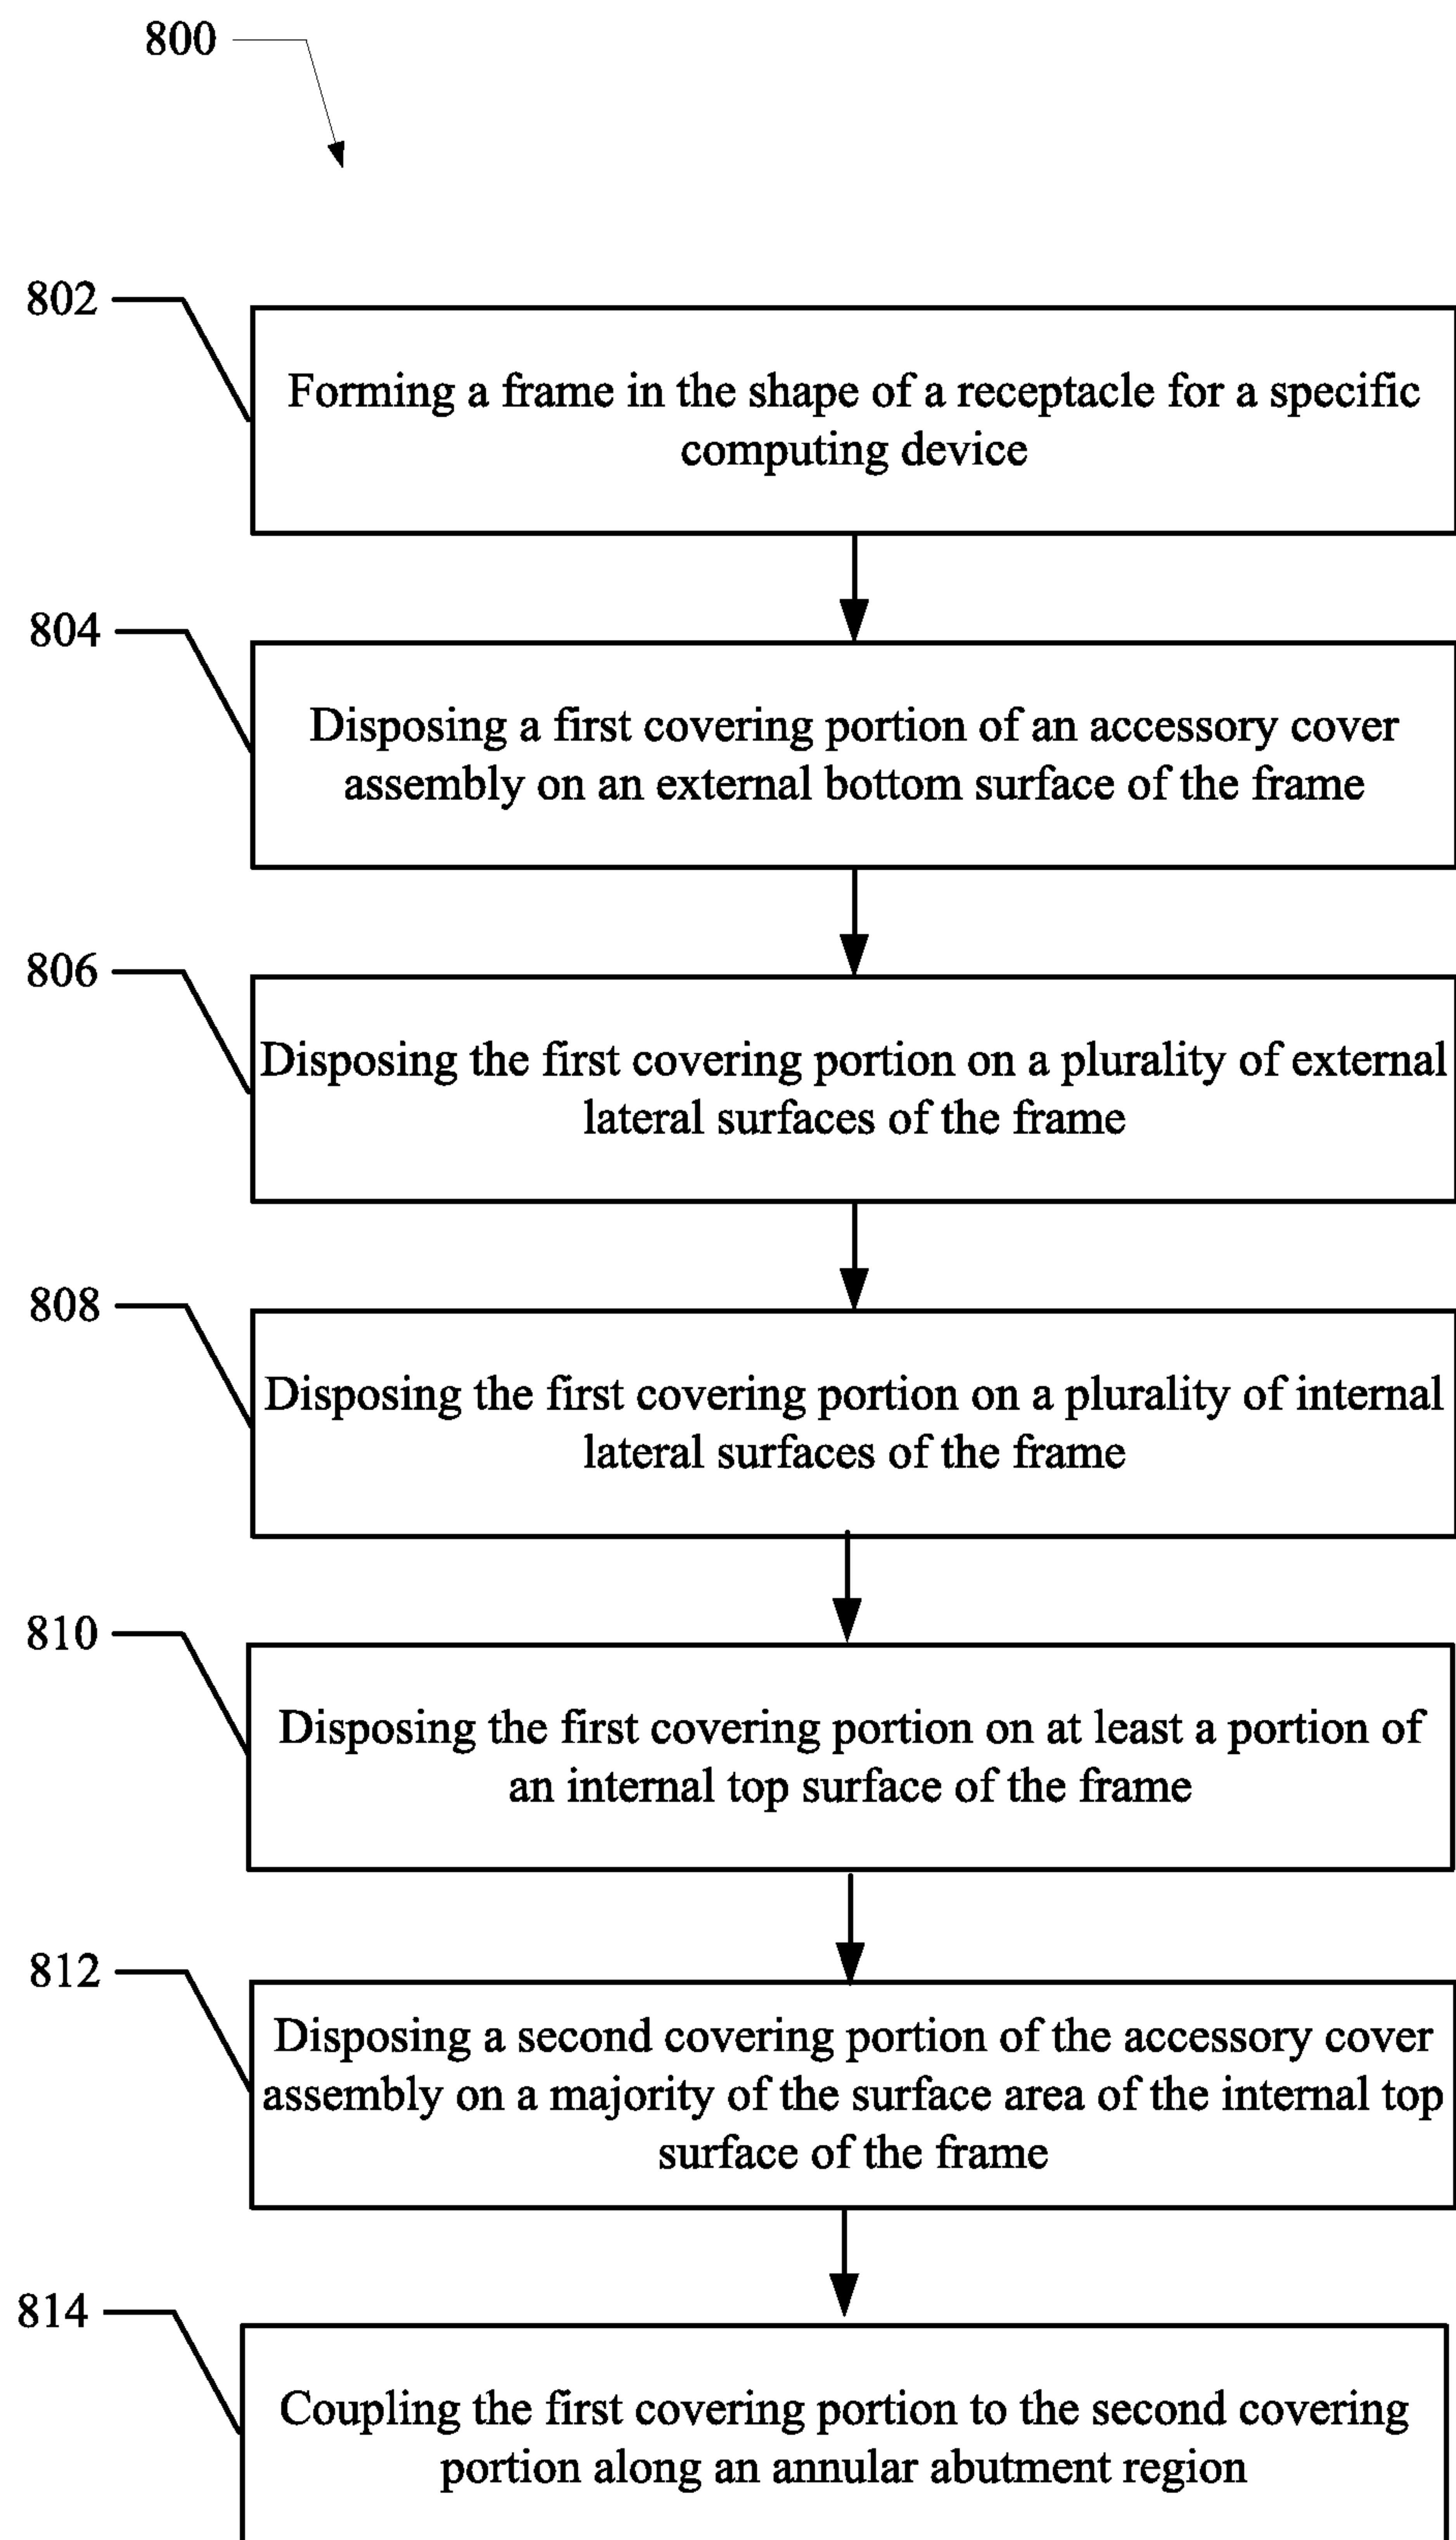 800
802
Forming a frame in the shape of a receptacle for a specific
computing device
804
Disposing a first covering portion of an accessory cover
assembly on an external bottom surface of the frame
806
Disposing the first covering portion on a plurality of external
lateral surfaces of the frame
808
Disposing the first covering portion on a plurality of internal
lateral surfaces of the frame
810
Disposing the first covering portion on at least a portion of
an internal top surface of the frame
812
Disposing a second covering portion of the accessory cover
assembly on a majority of the surface area of the internal top
surface of the frame
814
Coupling the first covering portion to the second covering
portion along an annular abutment region